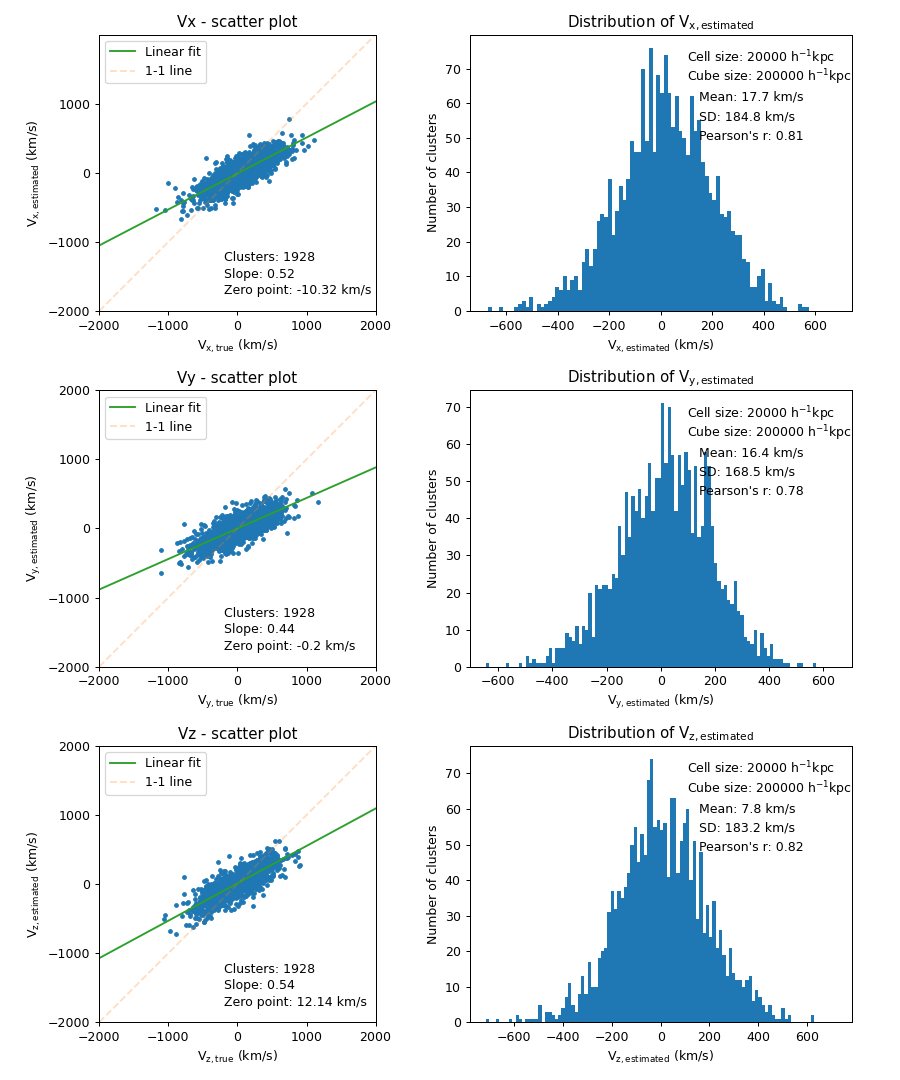 Vx - scatter plot
Linear fit
1-1 line
1000
0
−1000
−2000
V_x, estimated (km/s)
Clusters: 1928
Slope: 0.52
Zero point: -10.32 km/s
−2000 −1000 0 1000 2000
V_x, true (km/s)
Distribution of V_x, estimated
Cell size: 20000 h⁻¹kpc
Cube size: 200000 h⁻¹kpc
Mean: 17.7 km/s
SD: 184.8 km/s
Pearson's r: 0.81
70
60
50
40
30
20
10
0
Number of clusters
−600 −400 −200 0 200 400 600
V_x, estimated (km/s)
Vy - scatter plot
Linear fit
1-1 line
2000
1000
0
−1000
−2000
V_y, estimated (km/s)
Clusters: 1928
Slope: 0.44
Zero point: -0.2 km/s
−2000 −1000 0 1000 2000
V_y, true (km/s)
Distribution of V_y, estimated
Cell size: 20000 h⁻¹kpc
Cube size: 200000 h⁻¹kpc
Mean: 16.4 km/s
SD: 168.5 km/s
Pearson's r: 0.78
70
60
50
40
30
20
10
0
Number of clusters
−600 −400 −200 0 200 400 600
V_y, estimated (km/s)
Vz - scatter plot
Linear fit
1-1 line
2000
1000
0
−1000
−2000
V_z, estimated (km/s)
Clusters: 1928
Slope: 0.54
Zero point: 12.14 km/s
−2000 −1000 0 1000 2000
V_z, true (km/s)
Distribution of V_z, estimated
Cell size: 20000 h⁻¹kpc
Cube size: 200000 h⁻¹kpc
Mean: 7.8 km/s
SD: 183.2 km/s
Pearson's r: 0.82
70
60
50
40
30
20
10
0
Number of clusters
−600 −400 −200 0 200 400 600
V_z, estimated (km/s)